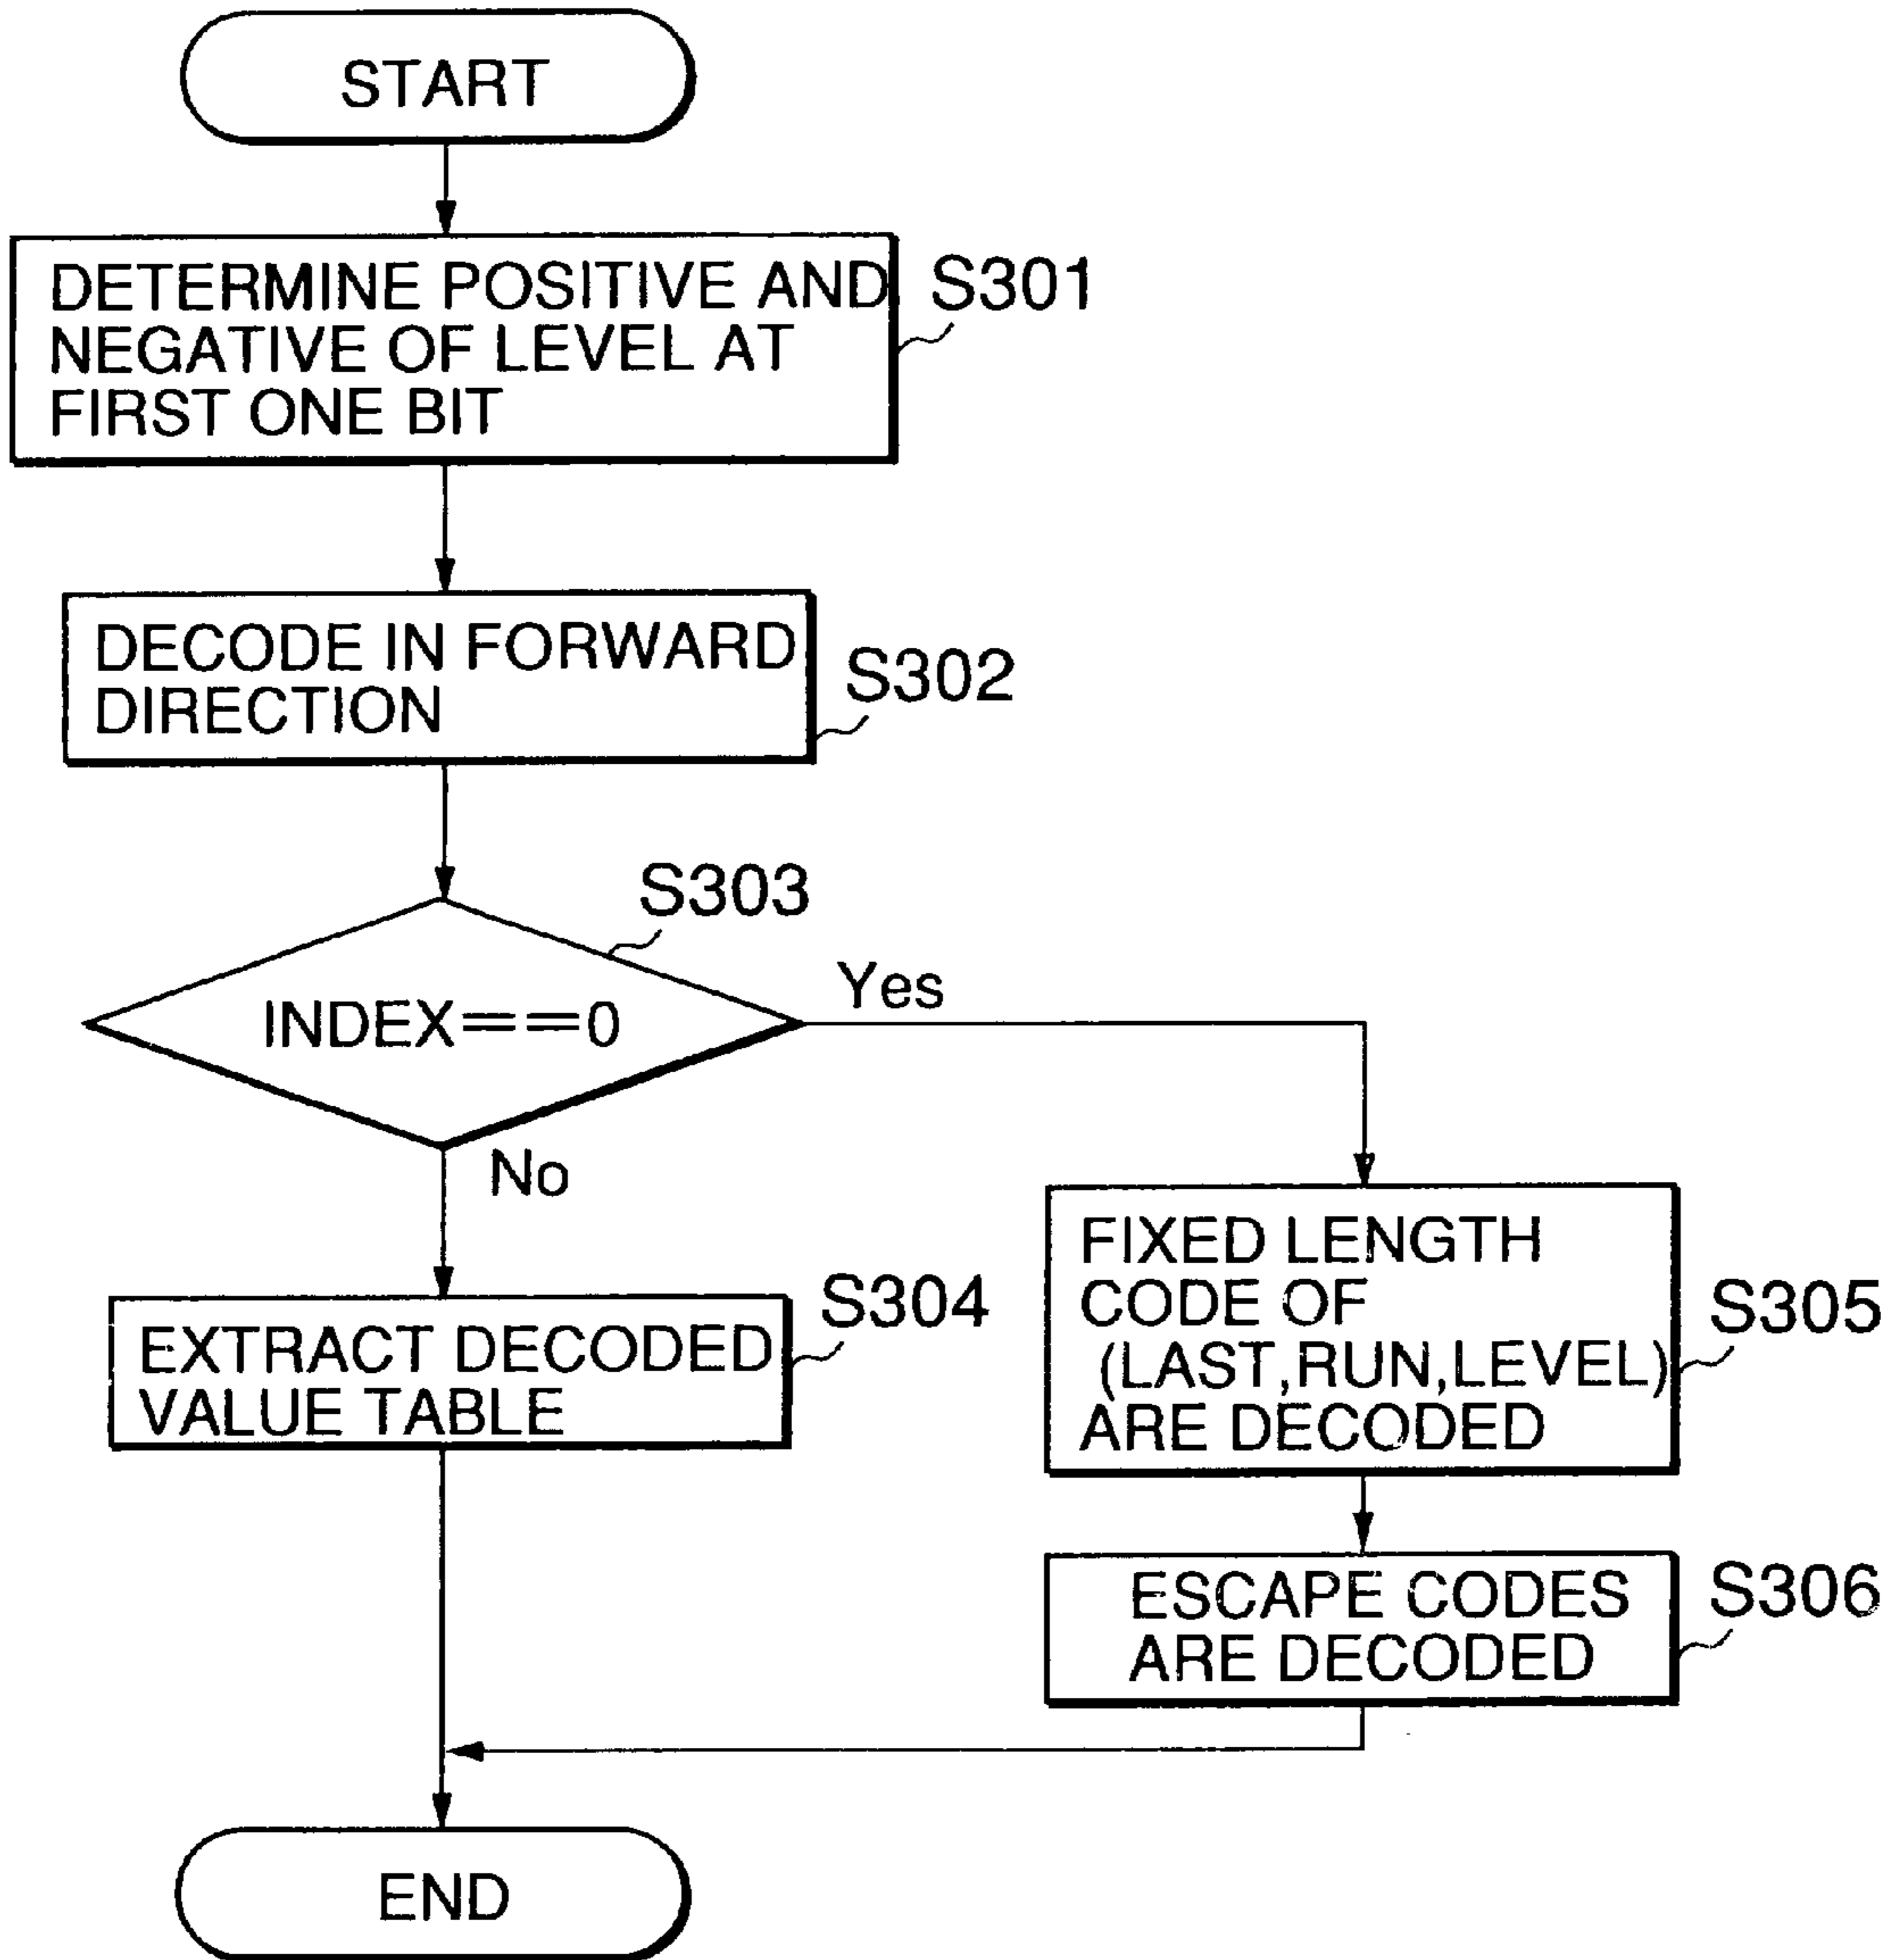 START
DETERMINE POSITIVE AND
NEGATIVE OF LEVEL AT
FIRST ONE BIT
S301
DECODE IN FORWARD
DIRECTION
S302
S303
INDEX==0
Yes
No
EXTRACT DECODED
VALUE TABLE
S304
FIXED LENGTH
CODE OF
(LAST,RUN,LEVEL)
ARE DECODED
S305
ESCAPE CODES
ARE DECODED
S306
END